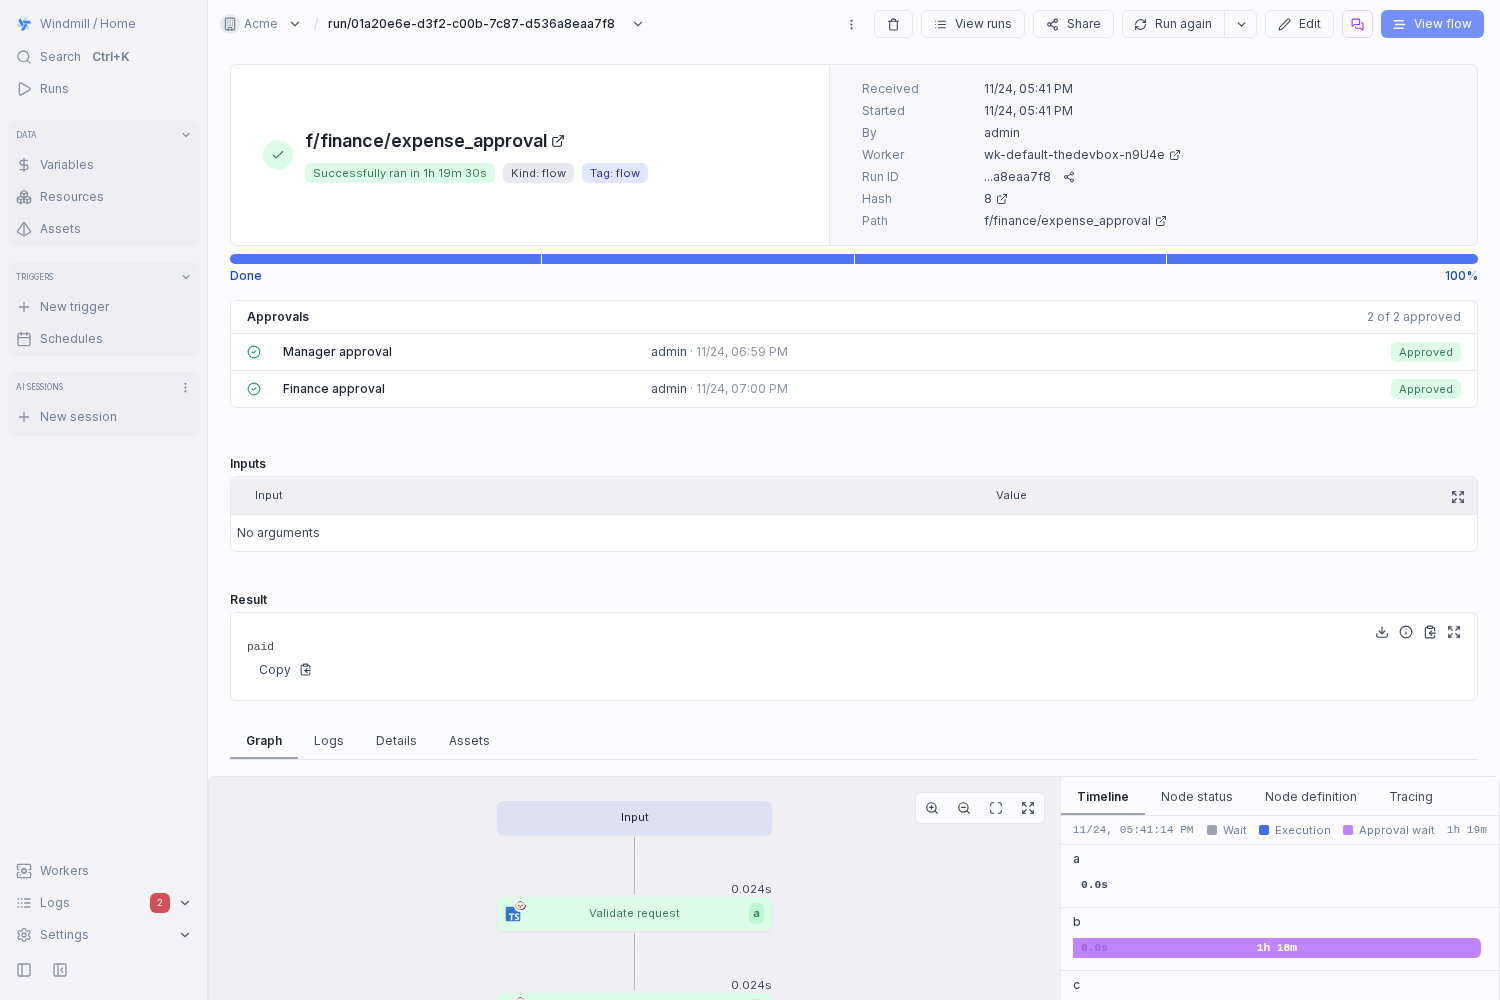 Windmill / Home
Search Ctrl+K
Runs
DATA
Variables
Resources
Assets
TRIGGERS
New trigger
Schedules
AI SESSIONS
New session
Workers
Logs 2
Settings
Acme / run/01a20e6e-d3f2-c00b-7c87-d536a8eaa7f8
View runs
Share
Run again
Edit
View flow
f/finance/expense_approval
Successfully ran in 1h 19m 30s Kind: flow Tag: flow
Received 11/24, 05:41 PM
Started 11/24, 05:41 PM
By admin
Worker wk-default-thedevbox-n9U4e
Run ID ...a8eaa7f8
Hash 8
Path f/finance/expense_approval
Done 100%
Approvals 2 of 2 approved
Manager approval admin · 11/24, 06:59 PM Approved
Finance approval admin · 11/24, 07:00 PM Approved
Inputs
Input Value
No arguments
Result
paid
Copy
Graph Logs Details Assets
Input
0.024s
TS Validate request a
0.024s
Timeline Node status Node definition Tracing
11/24, 05:41:14 PM Wait Execution Approval wait 1h 19m
a
0.0s
b
0.0s 1h 18m
c